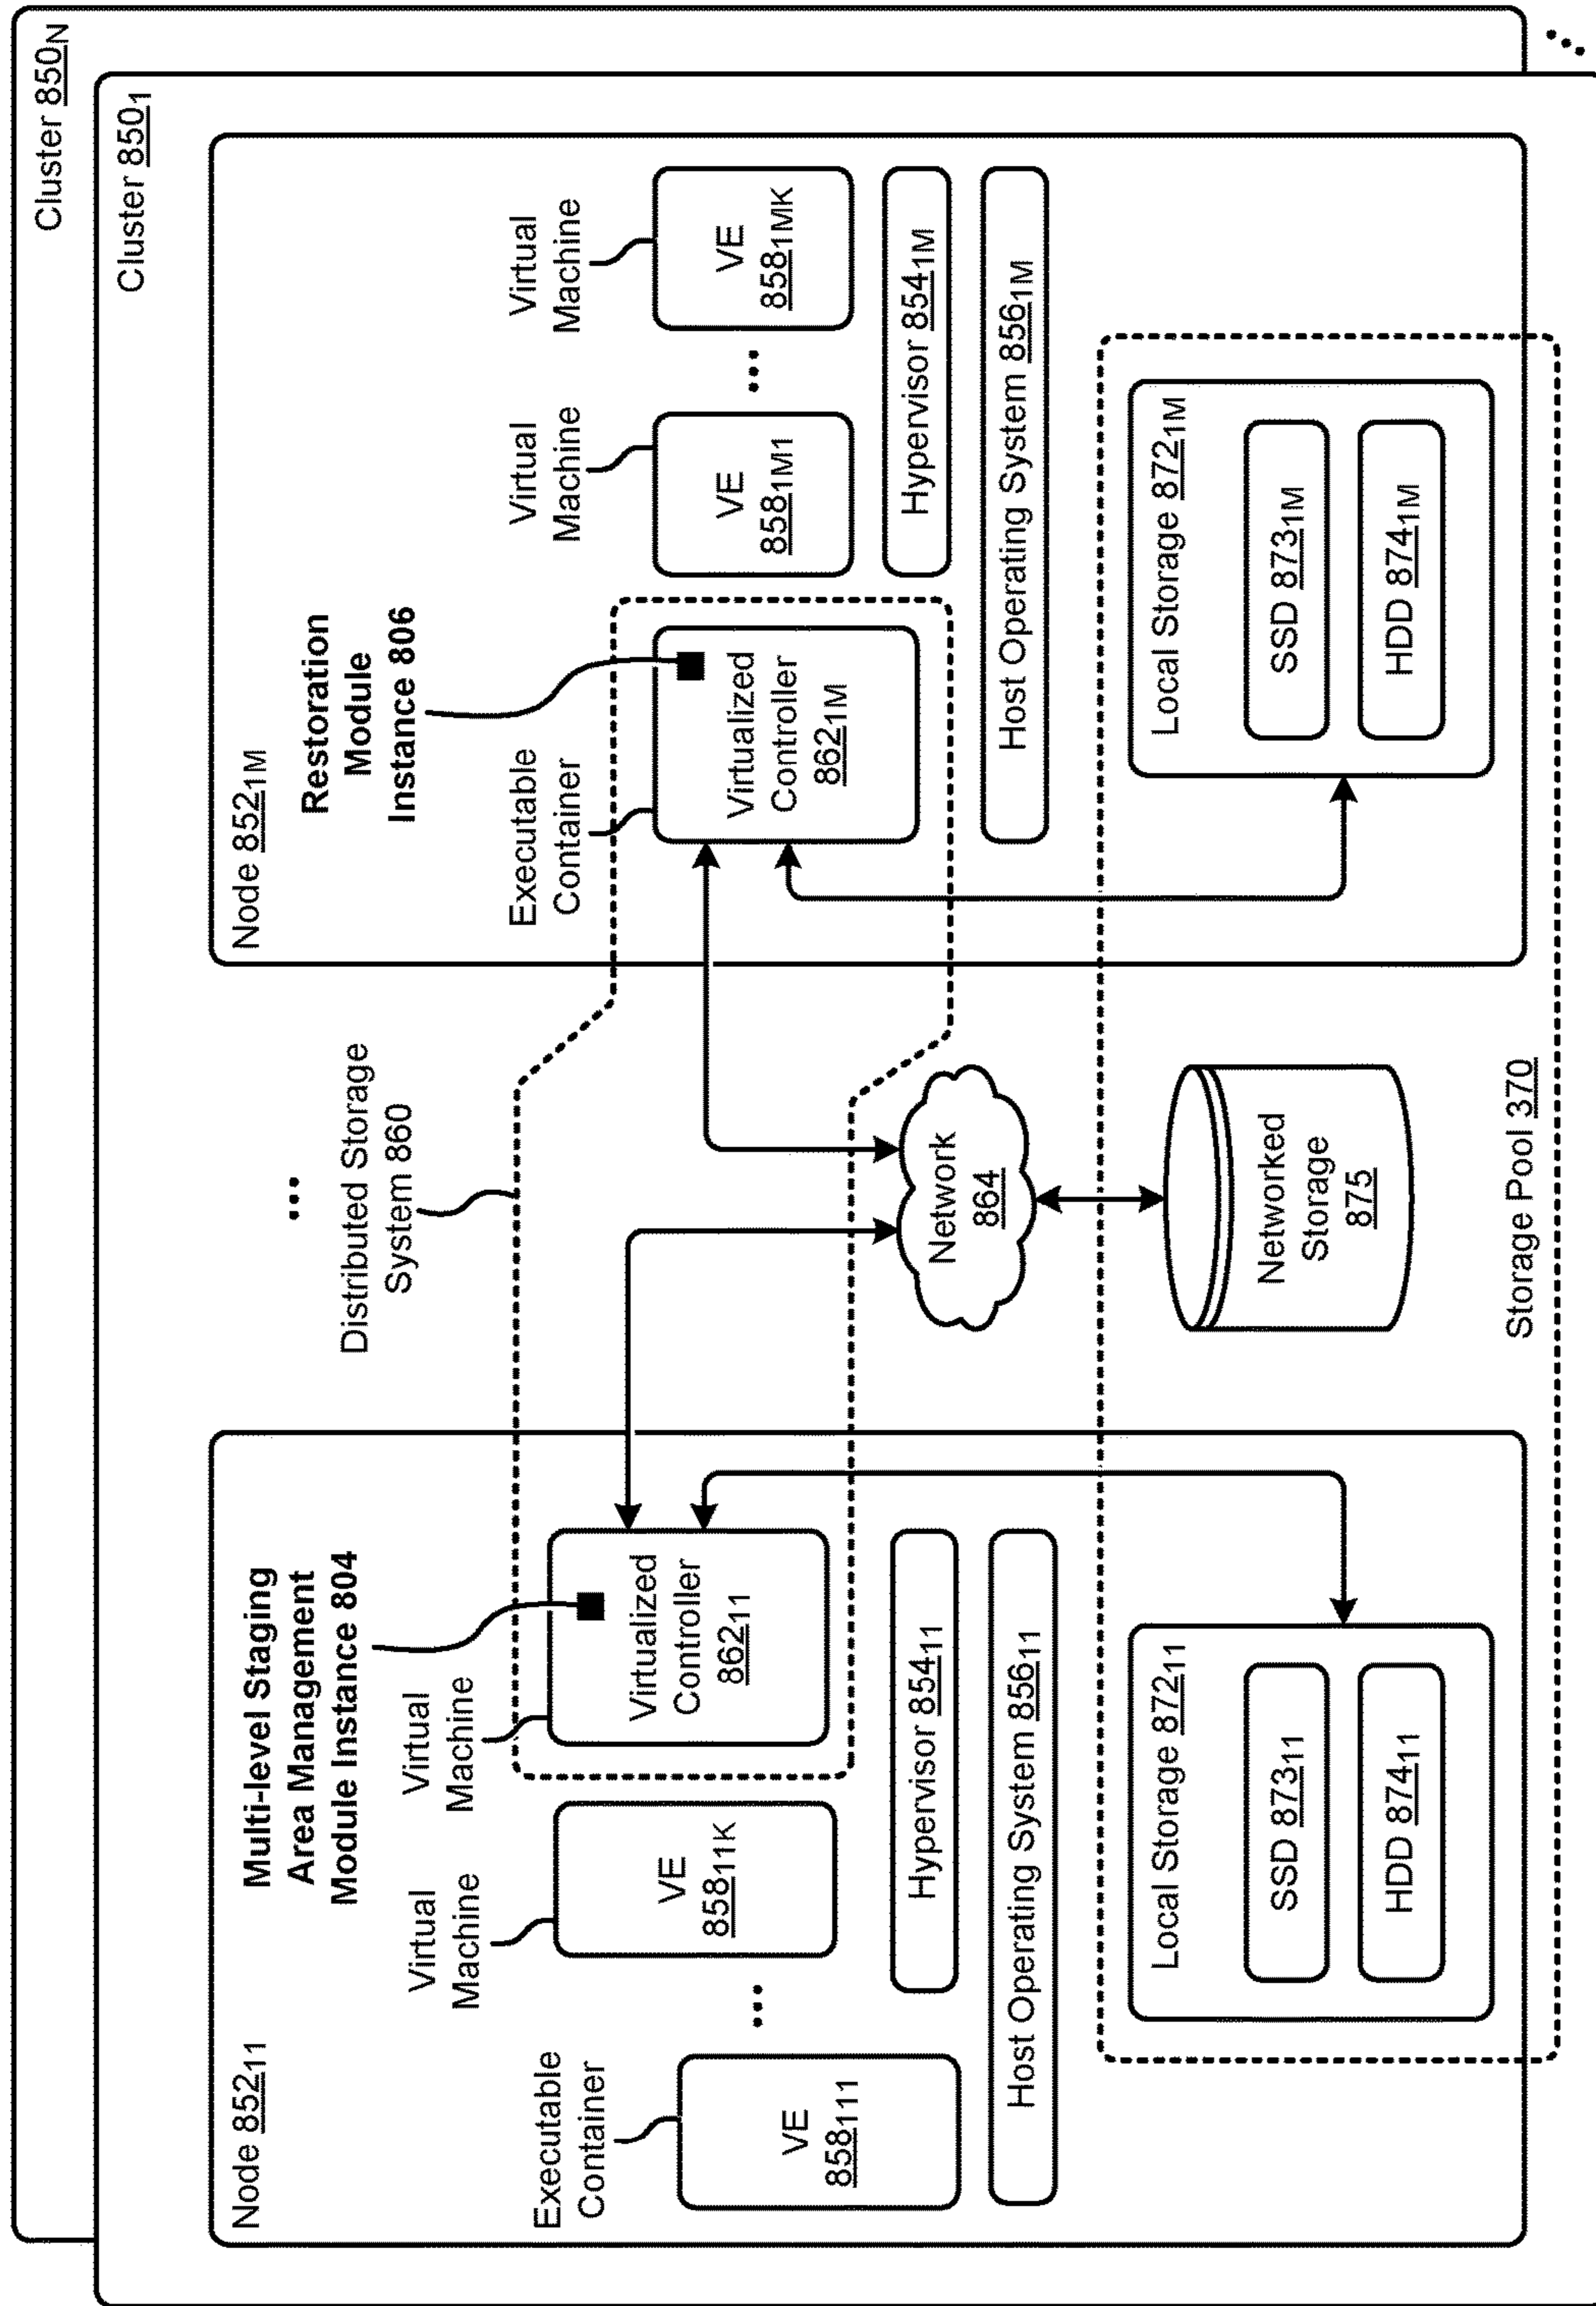 Cluster 850N
Cluster 8501
Node 85211
Multi-level Staging
Area Management
Module Instance 804
Executable
Container
VE
858111
...
Virtual
Machine
VE
85811K
Virtual
Machine
Virtualized
Controller
86211
Hypervisor 85411
Host Operating System 85611
Local Storage 87211
SSD 87311
HDD 87411
...
Distributed Storage
System 860
Network
864
Networked
Storage
875
Storage Pool 370
Node 8521M
Restoration
Module
Instance 806
Executable
Container
Virtualized
Controller
8621M
Virtual
Machine
VE
8581M1
...
Virtual
Machine
VE
8581MK
Hypervisor 8541M
Host Operating System 8561M
Local Storage 8721M
SSD 8731M
HDD 8741M
...